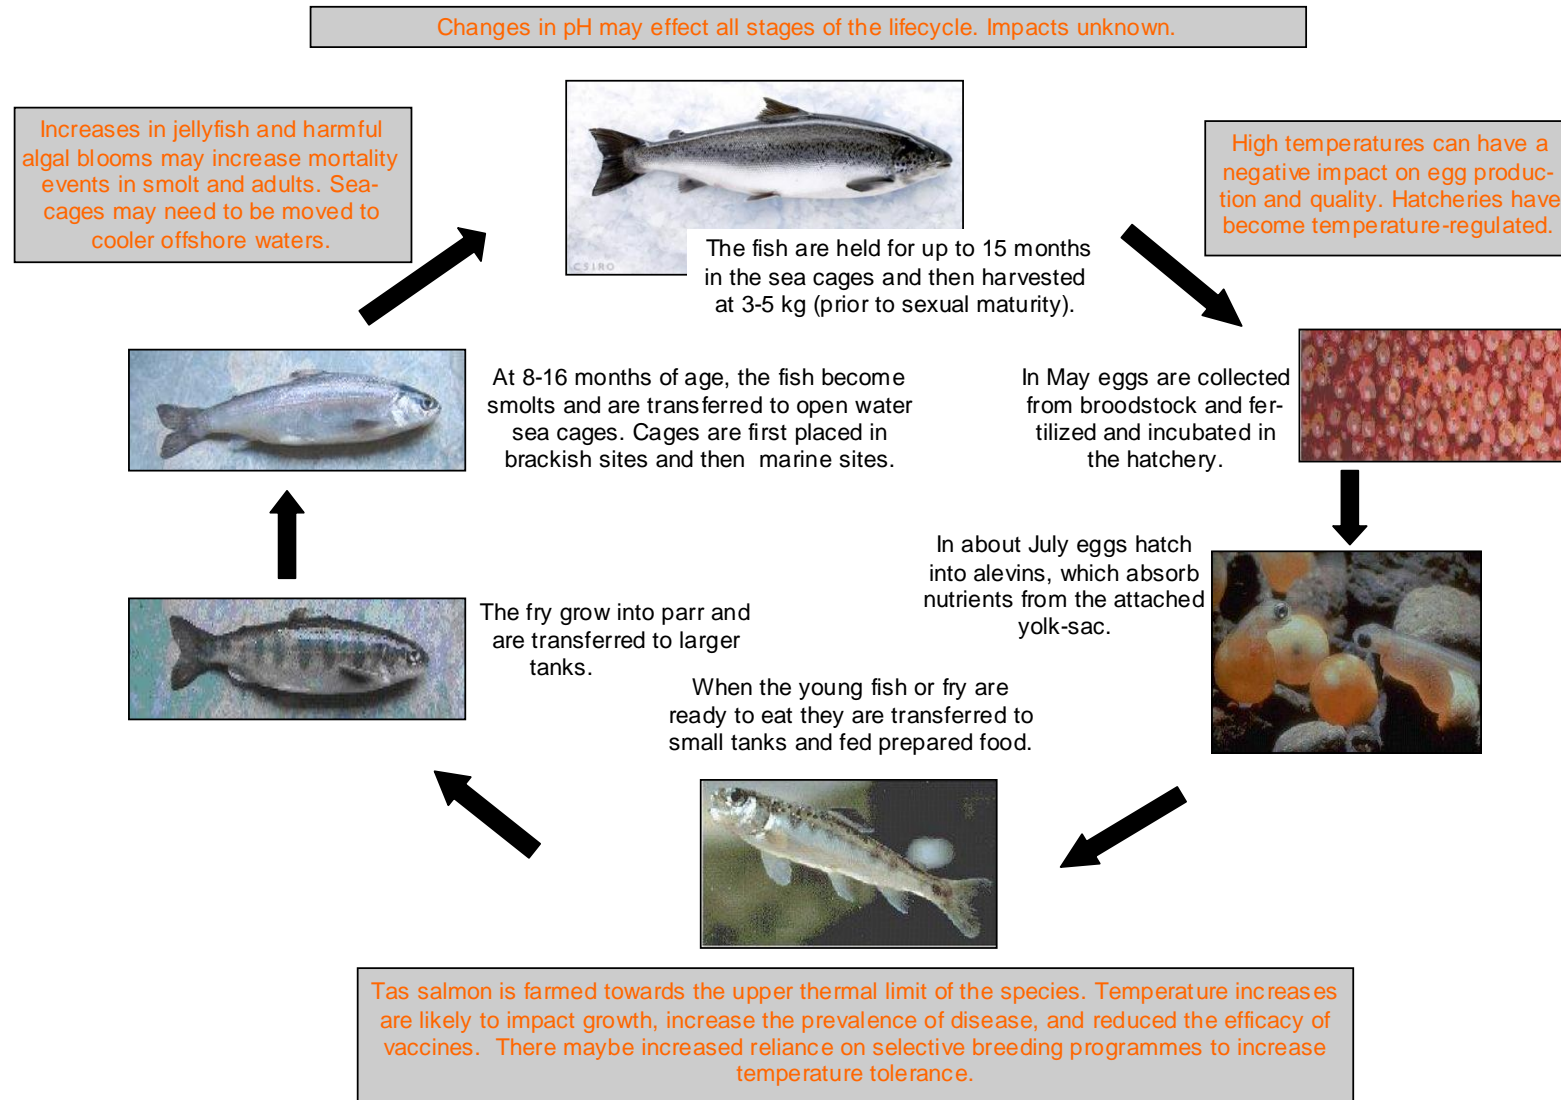 Changes in pH may effect all stages of the lifecycle. Impacts unknown.
Increases in jellyfish and harmful
algal blooms may increase mortality
events in smolt and adults. Sea-
cages may need to be moved to
cooler offshore waters.
High temperatures can have a
negative impact on egg produc-
tion and quality. Hatcheries have
become temperature-regulated.
CSIRO
The fish are held for up to 15 months
in the sea cages and then harvested
at 3-5 kg (prior to sexual maturity).
At 8-16 months of age, the fish become
smolts and are transferred to open water
sea cages. Cages are first placed in
brackish sites and then  marine sites.
In May eggs are collected
from broodstock and fer-
tilized and incubated in
the hatchery.
In about July eggs hatch
into alevins, which absorb
nutrients from the attached
yolk-sac.
The fry grow into parr and
are transferred to larger
tanks.
When the young fish or fry are
ready to eat they are transferred to
small tanks and fed prepared food.
Tas salmon is farmed towards the upper thermal limit of the species. Temperature increases
are likely to impact growth, increase the prevalence of disease, and reduced the efficacy of
vaccines.  There maybe increased reliance on selective breeding programmes to increase
temperature tolerance.